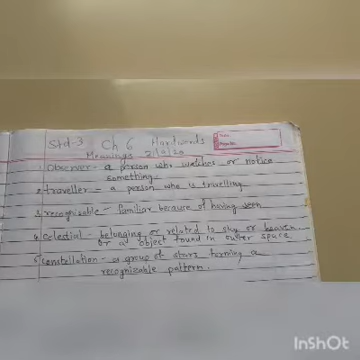 Std-3 Ch 6 Hardwords
Meanings
1. Observer - a person who watches or notice
something.
2. traveller - a person who is travelling.
3. recognizable - familiar because of having seen
4. Celestial - belonging or related to sky or heaven
or an object found in outer space
5. Constellation - a group of stars forming a
recognizable pattern.
InShOt